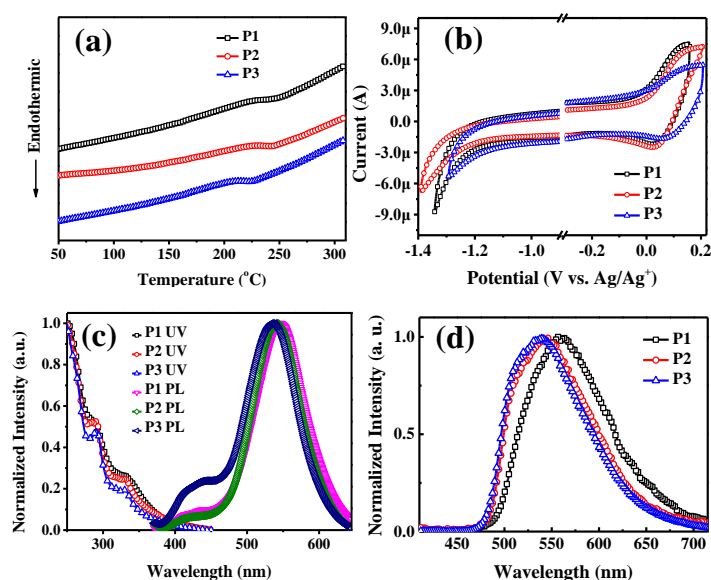 (a)
P1
P2
P3
Endothermic
50 100 150 200 250 300
Temperature (°C)
(b)
9.0μ
6.0μ
3.0μ
0.0
-3.0μ
-6.0μ
-9.0μ
Current (A)
P1
P2
P3
-1.4 -1.2 -1.0 -0.2 0.0 0.2
Potential (V vs. Ag/Ag⁺)
(c)
1.0
0.8
0.6
0.4
0.2
0.0
Normalized Intensity (a.u.)
P1 UV
P2 UV
P3 UV
P1 PL
P2 PL
P3 PL
300 400 500 600
Wavelength (nm)
(d)
1.0
0.5
0.0
Normalized Intensity (a. u.)
P1
P2
P3
450 500 550 600 650 700
Wavelength (nm)